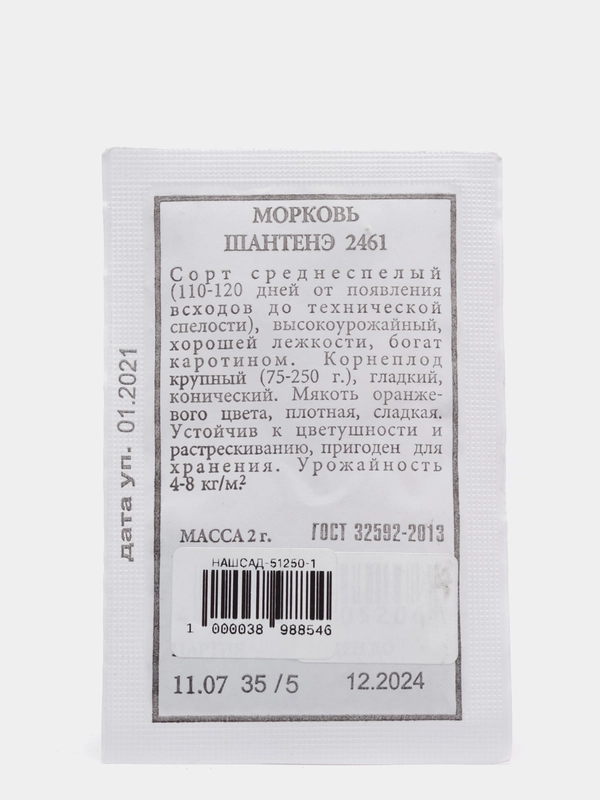 МОРКОВЬ
ШАНТЕНЭ 2461
Сорт среднеспелый
(110-120 дней от появления
всходов до технической
спелости), высокоурожайный,
хорошей лежкости, богат
каротином. Корнеплод
крупный (75-250 г.), гладкий,
конический. Мякоть оранже-
вого цвета, плотная, сладкая.
Устойчив к цветушности и
растрескиванию, пригоден для
хранения. Урожайность
4-8 кг/м²
МАССА 2 г. ГОСТ 32592-2013
НАШСАД-51250-1
1 000038 988546
11.07 35 / 5 12.2024
дата уп. 01.2021